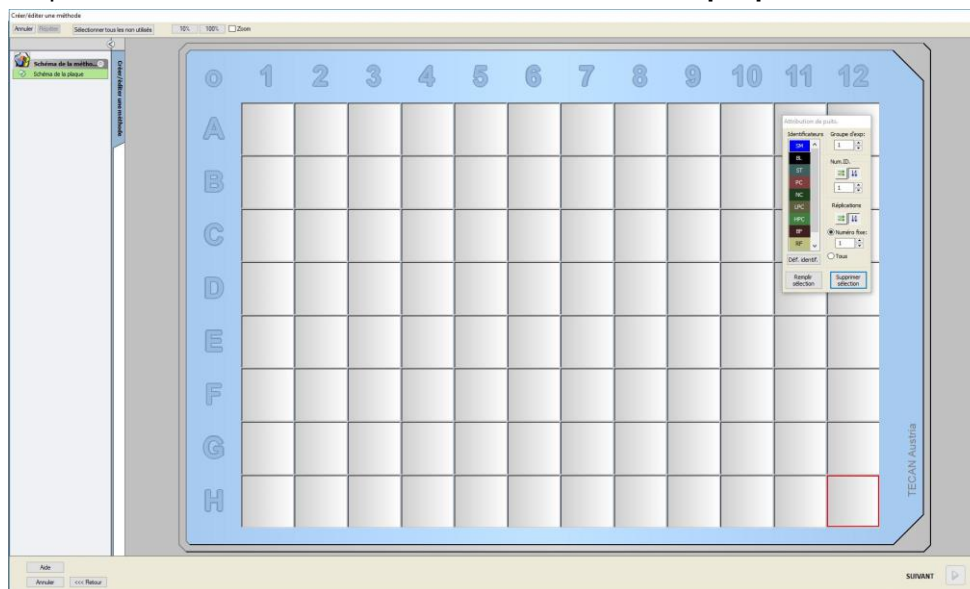 Créer/éditer une méthode
Annuler Répéter Sélectionner tous les non utilisés 10% 100% Zoom
Schéma de la métho...
Schéma de la plaque
Créer/éditer une méthode
o 1 2 3 4 5 6 7 8 9 10 11 12
A
B
C
D
E
F
G
H
Attribution de puits
Identificateurs Groupe d'exp:
SM 1
BL Num.ID.
ST
PC
NC 1
LPC Réplications
HPC
BP Numéro fixe:
RF 1
Déf. identif. Tous
Remplir sélection Supprimer sélection
TECAN Austria
Aide
Annuler <<< Retour
SUIVANT